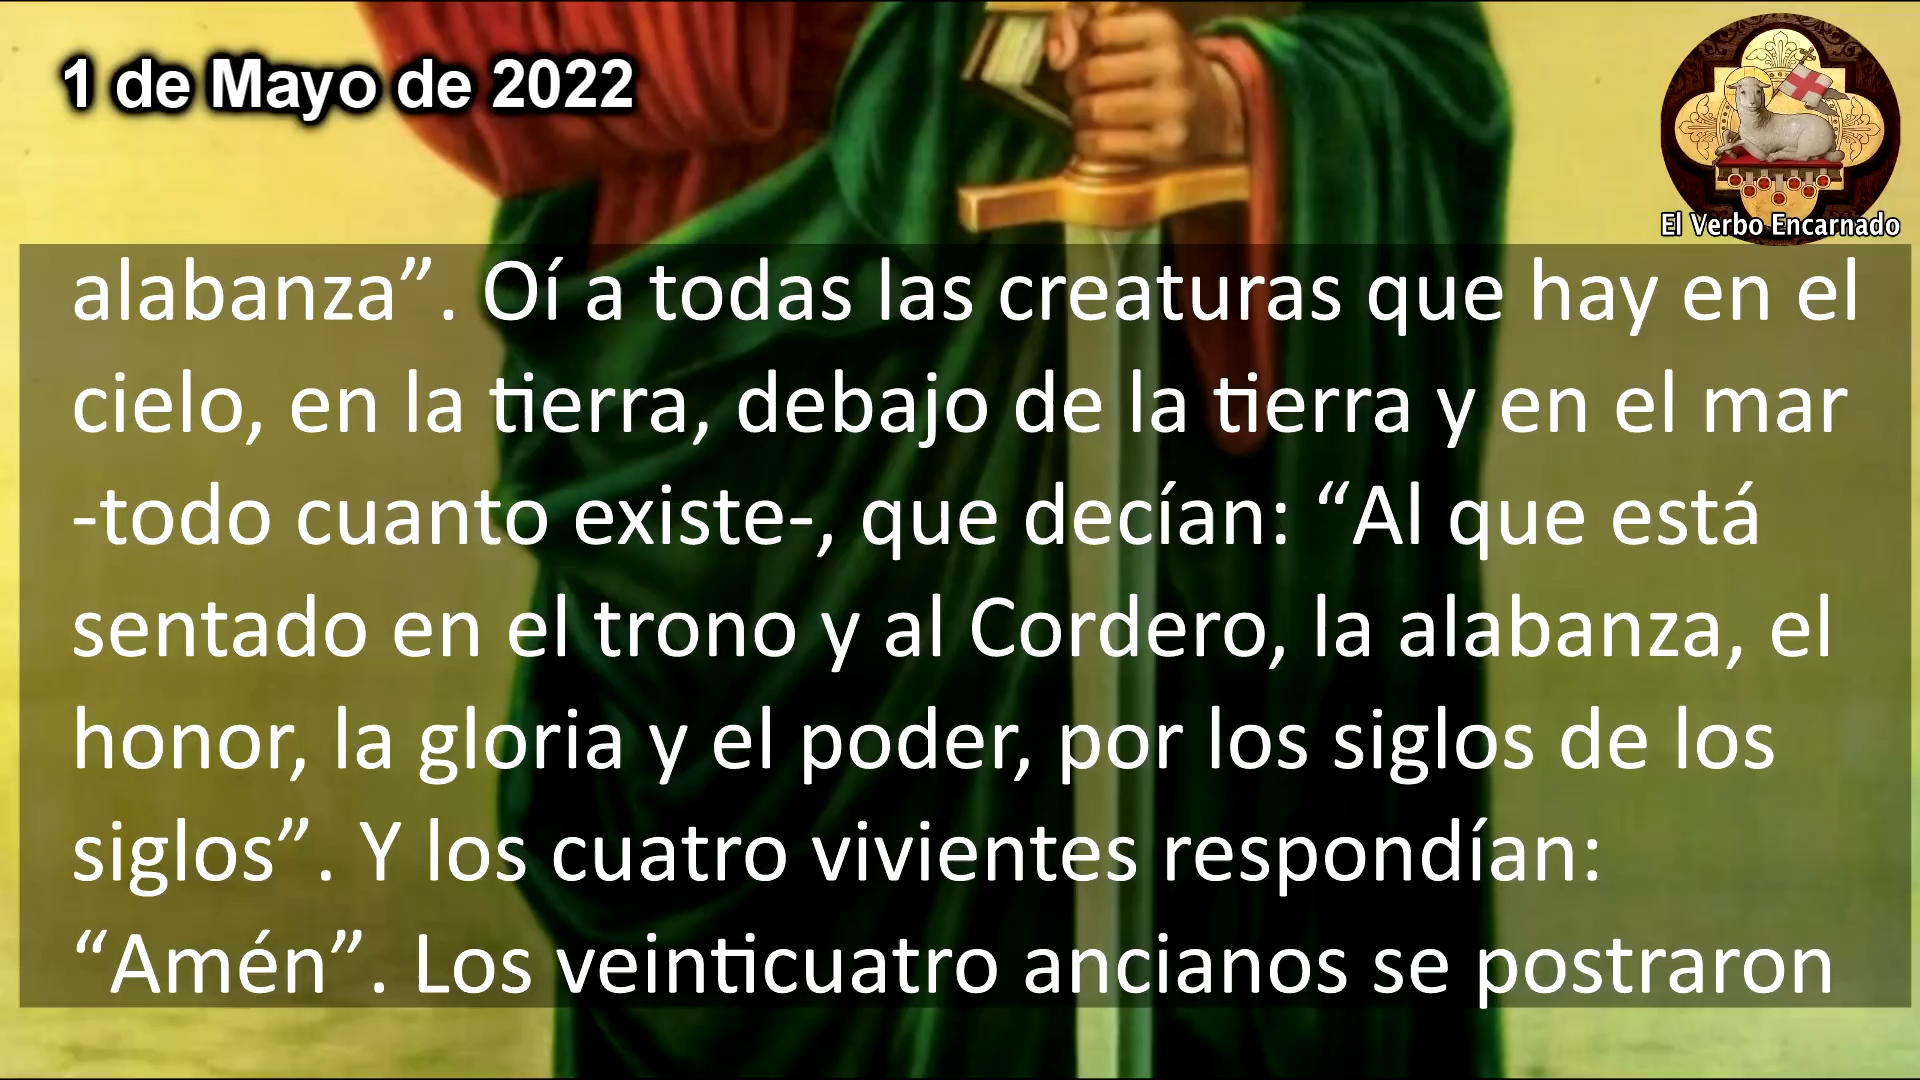 1 de Mayo de 2022
El Verbo Encarnado
alabanza”. Oí a todas las creaturas que hay en el
cielo, en la tierra, debajo de la tierra y en el mar
-todo cuanto existe-, que decían: “Al que está
sentado en el trono y al Cordero, la alabanza, el
honor, la gloria y el poder, por los siglos de los
siglos”. Y los cuatro vivientes respondían:
“Amén”. Los veinticuatro ancianos se postraron